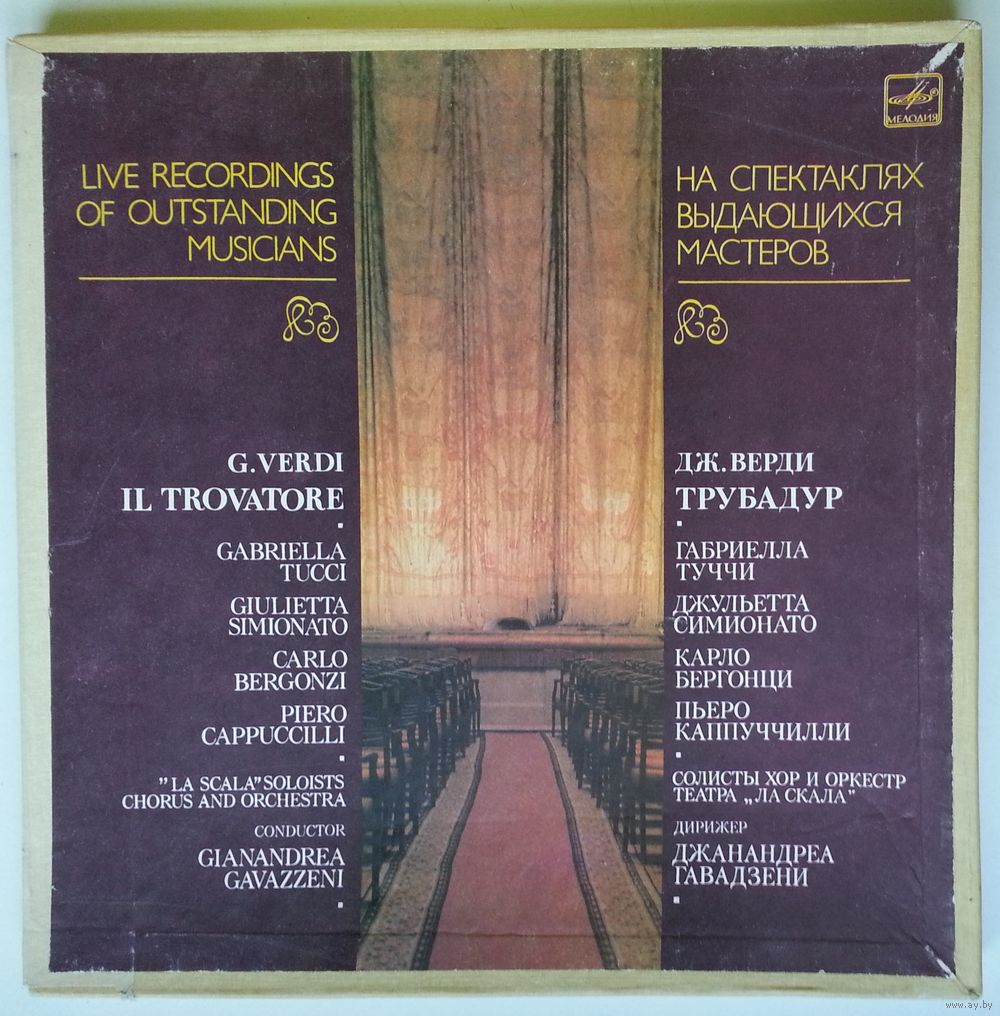 МЕЛОДИЯ
LIVE RECORDINGS
OF OUTSTANDING
MUSICIANS
G.VERDI
IL TROVATORE
GABRIELLA
TUCCI
GIULIETTA
SIMIONATO
CARLO
BERGONZI
PIERO
CAPPUCCILLI
"LA SCALA" SOLOISTS
CHORUS AND ORCHESTRA
CONDUCTOR
GIANANDREA
GAVAZZENI
НА СПЕКТАКЛЯХ
ВЫДАЮЩИХСЯ
МАСТЕРОВ
ДЖ. ВЕРДИ
ТРУБАДУР
ГАБРИЕЛЛА
ТУЧЧИ
ДЖУЛЬЕТТА
СИМИОНАТО
КАРЛО
БЕРГОНЦИ
ПЬЕРО
КАППУЧЧИЛЛИ
СОЛИСТЫ ХОР И ОРКЕСТР
ТЕАТРА „ЛА СКАЛА"
ДИРИЖЕР
ДЖАНАНДРЕА
ГАВАДЗЕНИ
www.ay.by